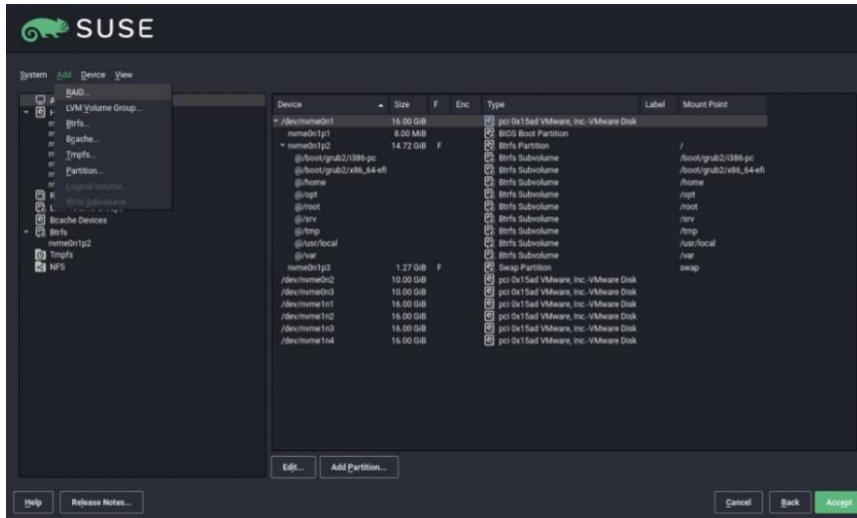 SUSE
System Add Device View
RAID...
LVM Volume Group...
Btrfs...
Bcache...
Tmpfs...
Partition...
Logical Volume...
Btrfs Subvolume
Bcache Devices
Btrfs
nvme0n1p2
Tmpfs
NFS
Device Size F Enc Type Label Mount Point
/dev/nvme0n1 16.00 GiB pci 0x15ad VMware, Inc.-VMware Disk
nvme0n1p1 8.00 MiB BIOS Boot Partition
nvme0n1p2 14.72 GiB F Btrfs Partition /
@/boot/grub2/i386-pc Btrfs Subvolume /boot/grub2/i386-pc
@/boot/grub2/x86_64-efi Btrfs Subvolume /boot/grub2/x86_64-efi
@/home Btrfs Subvolume /home
@/opt Btrfs Subvolume /opt
@/root Btrfs Subvolume /root
@/srv Btrfs Subvolume /srv
@/tmp Btrfs Subvolume /tmp
@/usr/local Btrfs Subvolume /usr/local
@/var Btrfs Subvolume /var
nvme0n1p3 1.27 GiB F Swap Partition swap
/dev/nvme0n2 10.00 GiB pci 0x15ad VMware, Inc.-VMware Disk
/dev/nvme0n3 10.00 GiB pci 0x15ad VMware, Inc.-VMware Disk
/dev/nvme1n1 16.00 GiB pci 0x15ad VMware, Inc.-VMware Disk
/dev/nvme1n2 16.00 GiB pci 0x15ad VMware, Inc.-VMware Disk
/dev/nvme1n3 16.00 GiB pci 0x15ad VMware, Inc.-VMware Disk
/dev/nvme1n4 16.00 GiB pci 0x15ad VMware, Inc.-VMware Disk
Edit... Add Partition...
Help Release Notes... Cancel Back Accept